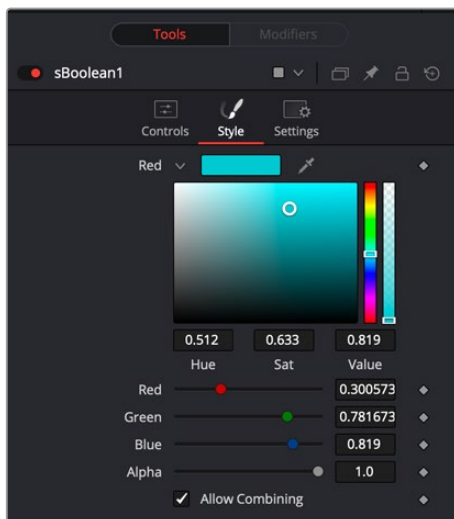 Tools Modifiers
sBoolean1
Controls Style Settings
Red
0.512 0.633 0.819
Hue Sat Value
Red 0.300573
Green 0.781673
Blue 0.819
Alpha 1.0
Allow Combining